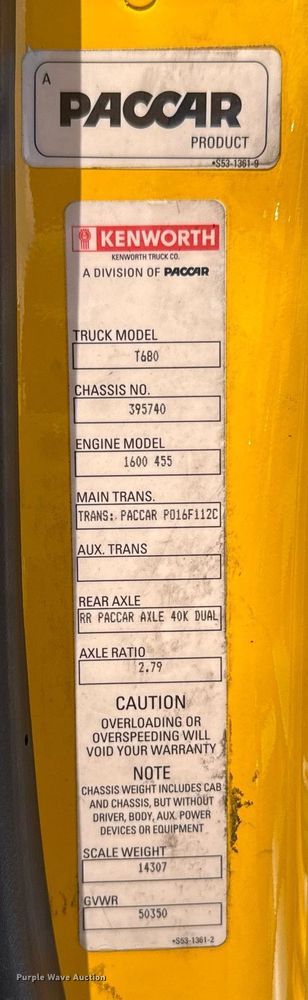 A
PACCAR
PRODUCT
•S53-1361-9
KENWORTH
KENWORTH TRUCK CO.
A DIVISION OF PACCAR
TRUCK MODEL
T680
CHASSIS NO.
395740
ENGINE MODEL
1600 455
MAIN TRANS.
TRANS: PACCAR PO16F112C
AUX. TRANS
REAR AXLE
RR PACCAR AXLE 40K DUAL
AXLE RATIO
2.79
CAUTION
OVERLOADING OR
OVERSPEEDING WILL
VOID YOUR WARRANTY
NOTE
CHASSIS WEIGHT INCLUDES CAB
AND CHASSIS, BUT WITHOUT
DRIVER, BODY, AUX. POWER
DEVICES OR EQUIPMENT
SCALE WEIGHT
14307
GVWR
50350
•S53-1361-2
Purple Wave Auction